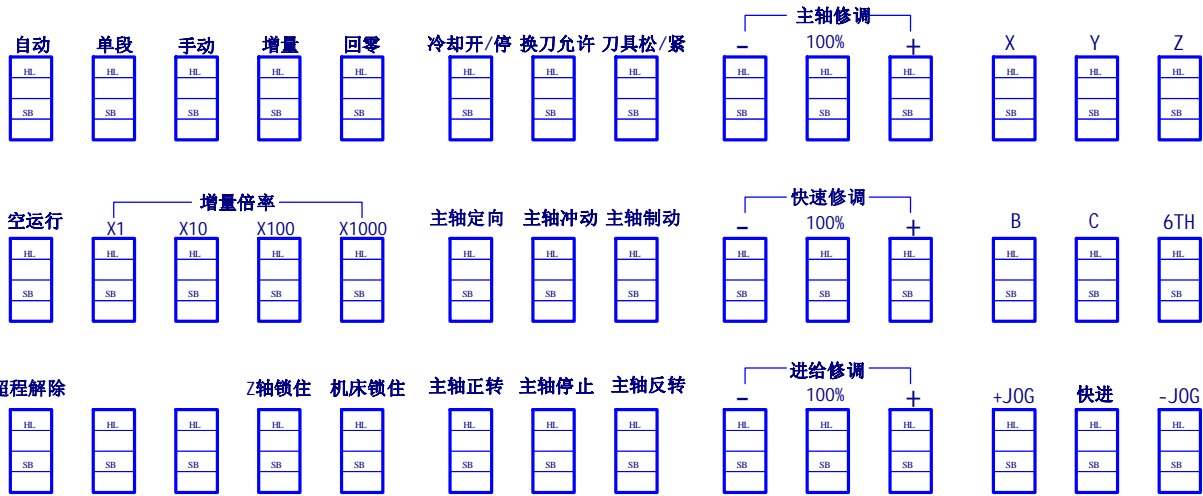 主轴修调
自动 单段 手动 增量 回零 冷却开/停 换刀允许 刀具松/紧 - 100% + X Y Z
HL HL HL HL HL HL HL HL HL HL HL HL HL HL
SB SB SB SB SB SB SB SB SB SB SB SB SB SB
增量倍率 快速修调
空运行 X1 X10 X100 X1000 主轴定向 主轴冲动 主轴制动 - 100% + B C 6TH
HL HL HL HL HL HL HL HL HL HL HL HL HL HL
SB SB SB SB SB SB SB SB SB SB SB SB SB SB
进给修调
超程解除 Z轴锁住 机床锁住 主轴正转 主轴停止 主轴反转 - 100% + +JOG 快进 -JOG
HL HL HL HL HL HL HL HL HL HL HL HL HL HL
SB SB SB SB SB SB SB SB SB SB SB SB SB SB